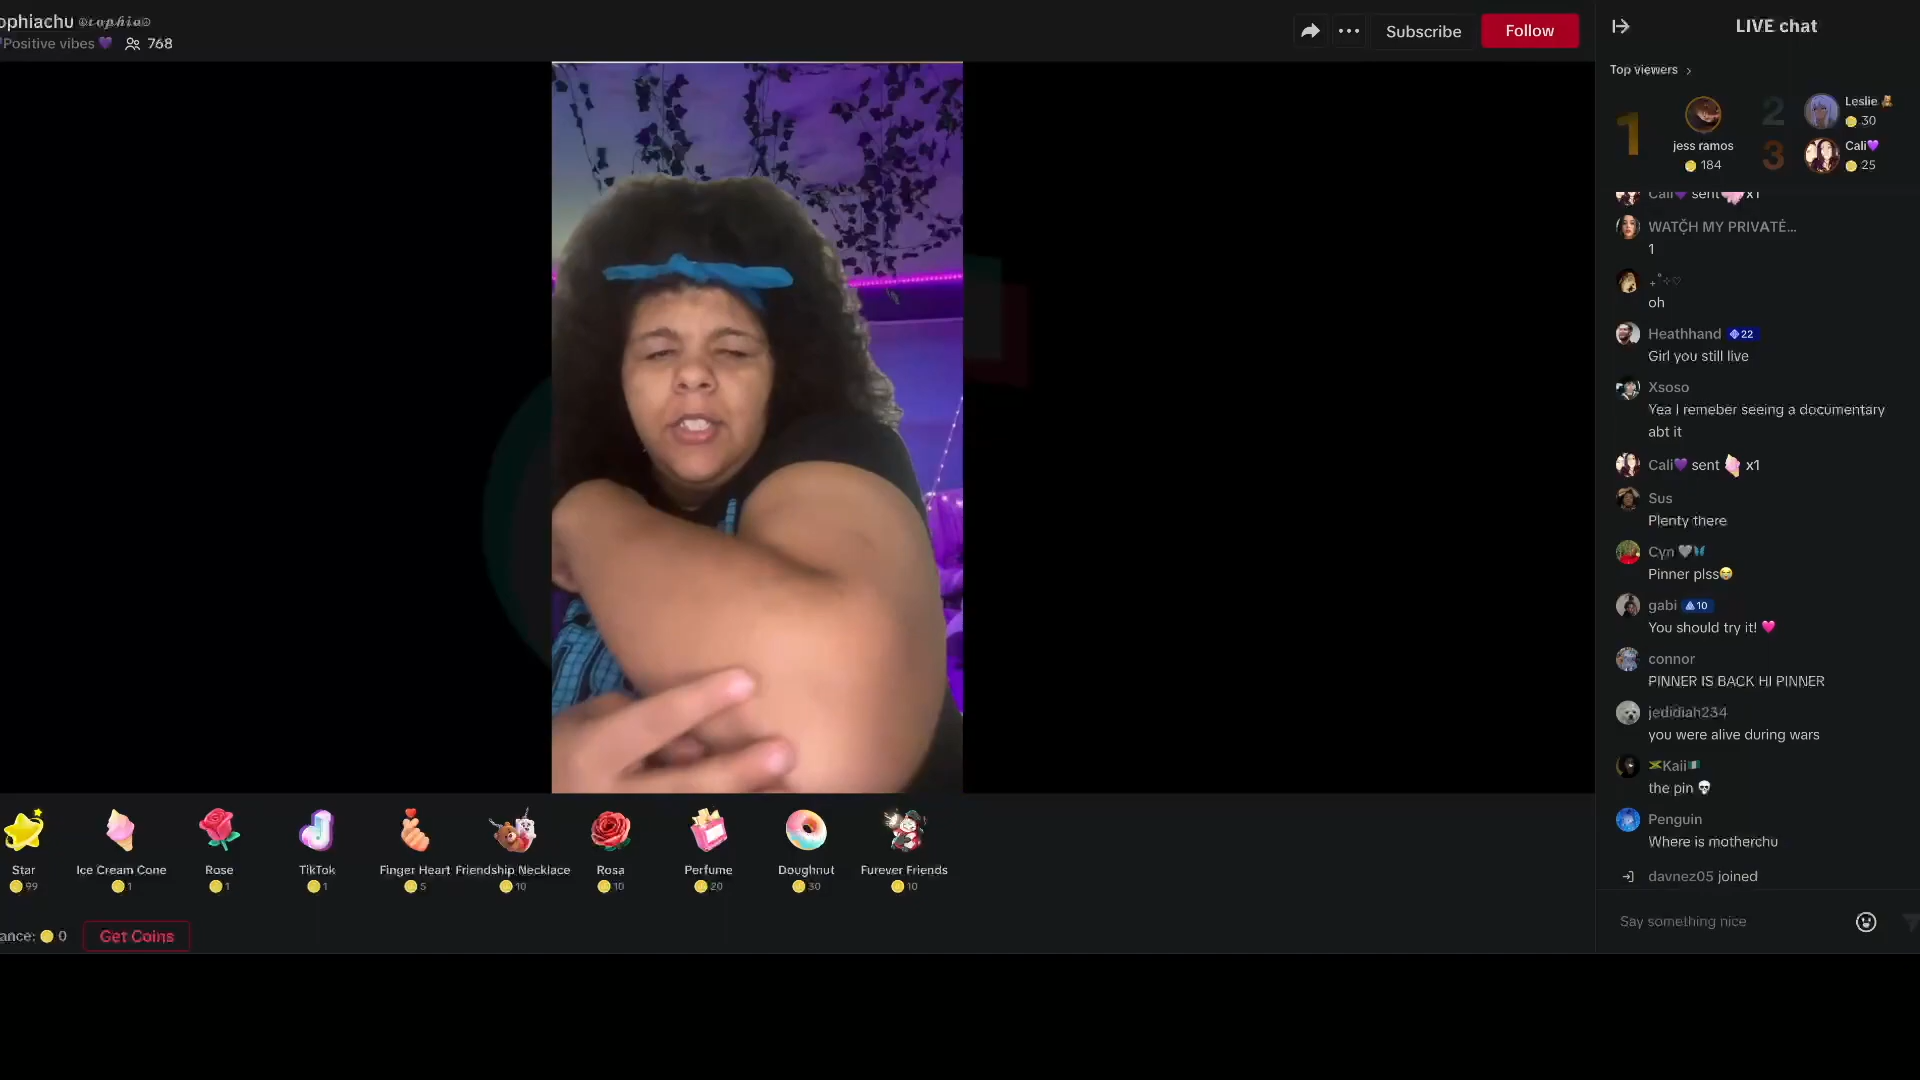 ophiachu
Positive vibes 💜 768
Subscribe
Follow
LIVE chat
Top viewers
1
jess ramos
184
2
Leslie 🧸
30
3
Cali💜
25
Cali💜 sent x1
WATCH MY PRIVATE...
1
oh
Heathhand 22
Girl you still live
Xsoso
Yea I remeber seeing a documentary
abt it
Cali💜 sent x1
Sus
Plenty there
Cyn 🤍🦋
Pinner plss😅
gabi 10
You should try it! 💗
connor
PINNER IS BACK HI PINNER
jedidiah234
you were alive during wars
🇯🇲Kaii🇳🇬
the pin 💀
Penguin
Where is motherchu
davnez05 joined
Say something nice
Star
99
Ice Cream Cone
1
Rose
1
TikTok
1
Finger Heart
5
Friendship Necklace
10
Rosa
10
Perfume
20
Doughnut
30
Furever Friends
10
ance: 0
Get Coins